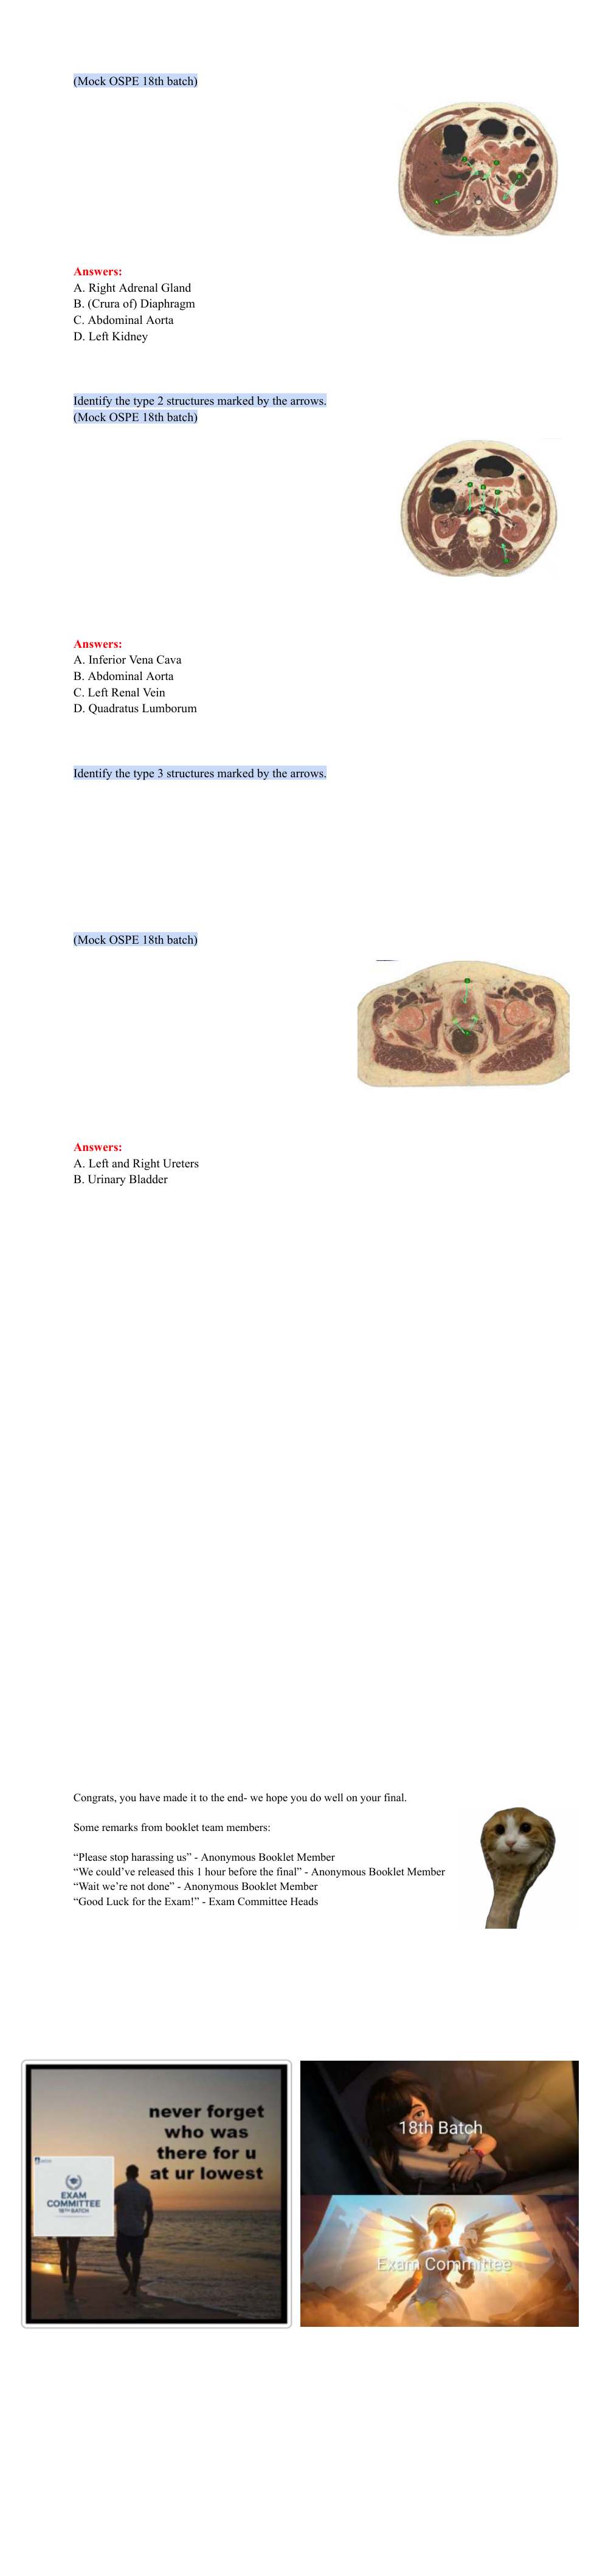 (Mock OSPE 18th batch)
Answers:
A. Right Adrenal Gland
B. (Crura of) Diaphragm
C. Abdominal Aorta
D. Left Kidney
Identify the type 2 structures marked by the arrows.
(Mock OSPE 18th batch)
Answers:
A. Inferior Vena Cava
B. Abdominal Aorta
C. Left Renal Vein
D. Quadratus Lumborum
Identify the type 3 structures marked by the arrows.
(Mock OSPE 18th batch)
Answers:
A. Left and Right Ureters
B. Urinary Bladder
Congrats, you have made it to the end- we hope you do well on your final.
Some remarks from booklet team members:
“Please stop harassing us” - Anonymous Booklet Member
“We could’ve released this 1 hour before the final” - Anonymous Booklet Member
“Wait we’re not done” - Anonymous Booklet Member
“Good Luck for the Exam!” - Exam Committee Heads
never forget
who was
there for u
at ur lowest
EXAM
COMMITTEE
18TH BATCH
18th Batch
Exam Committee